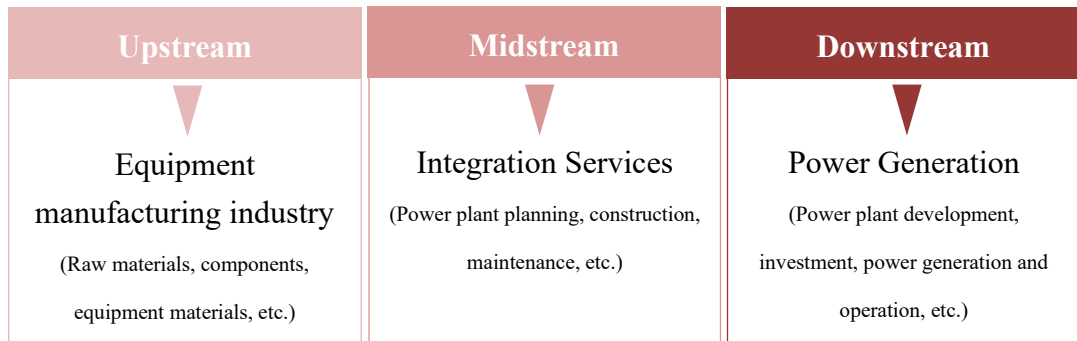 Upstream
Equipment
manufacturing industry
(Raw materials, components,
equipment materials, etc.)
Midstream
Integration Services
(Power plant planning, construction,
maintenance, etc.)
Downstream
Power Generation
(Power plant development,
investment, power generation and
operation, etc.)